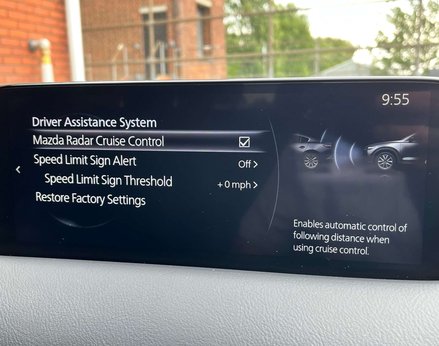 9:55
Driver Assistance System
Mazda Radar Cruise Control
Speed Limit Sign Alert Off >
Speed Limit Sign Threshold + 0 mph >
Restore Factory Settings
Enables automatic control of
following distance when
using cruise control.